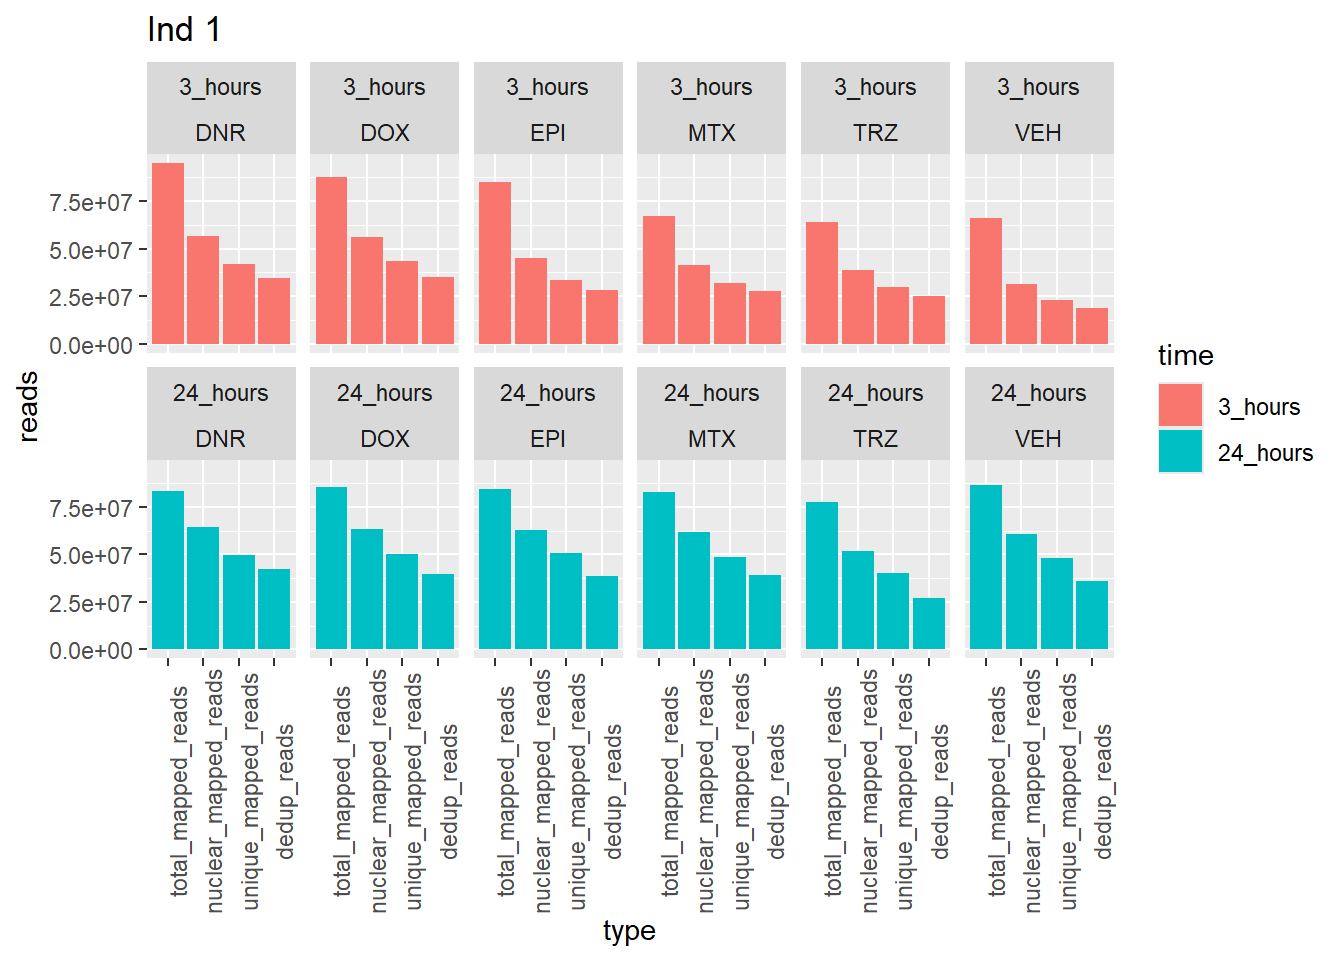 Ind 1
3_hours 3_hours 3_hours 3_hours 3_hours 3_hours
DNR DOX EPI MTX TRZ VEH
7.5e+07
5.0e+07
2.5e+07
0.0e+00
reads
24_hours 24_hours 24_hours 24_hours 24_hours 24_hours
DNR DOX EPI MTX TRZ VEH
7.5e+07
5.0e+07
2.5e+07
0.0e+00
total_mapped_reads
nuclear_mapped_reads
unique_mapped_reads
dedup_reads
total_mapped_reads
nuclear_mapped_reads
unique_mapped_reads
dedup_reads
total_mapped_reads
nuclear_mapped_reads
unique_mapped_reads
dedup_reads
total_mapped_reads
nuclear_mapped_reads
unique_mapped_reads
dedup_reads
total_mapped_reads
nuclear_mapped_reads
unique_mapped_reads
dedup_reads
total_mapped_reads
nuclear_mapped_reads
unique_mapped_reads
dedup_reads
type
time
3_hours
24_hours